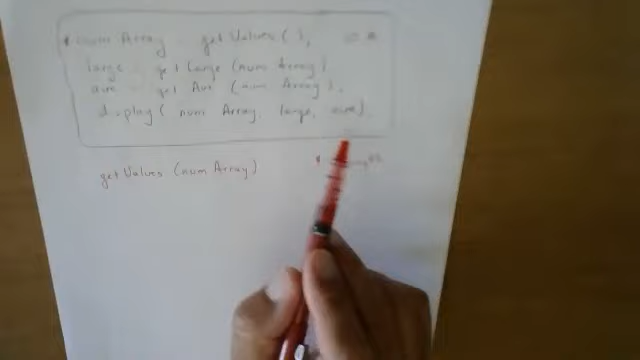 numArray getValues ( ),
large getLarge (numArray)
ave getAve (numArray),
display( numArray, large, ave)
getValues (numArray)